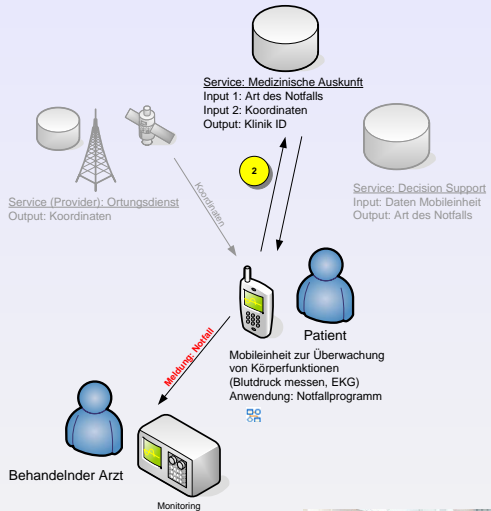 Service: Medizinische Auskunft
Input 1: Art des Notfalls
Input 2: Koordinaten
Output: Klinik ID
Service (Provider): Ortungsdienst
Output: Koordinaten
Koordinaten
2
Service: Decision Support
Input: Daten Mobileinheit
Output: Art des Notfalls
Patient
Mobileinheit zur Überwachung
von Körperfunktionen
(Blutdruck messen, EKG)
Anwendung: Notfallprogramm
Meldung: Notfall
Behandelnder Arzt
Monitoring